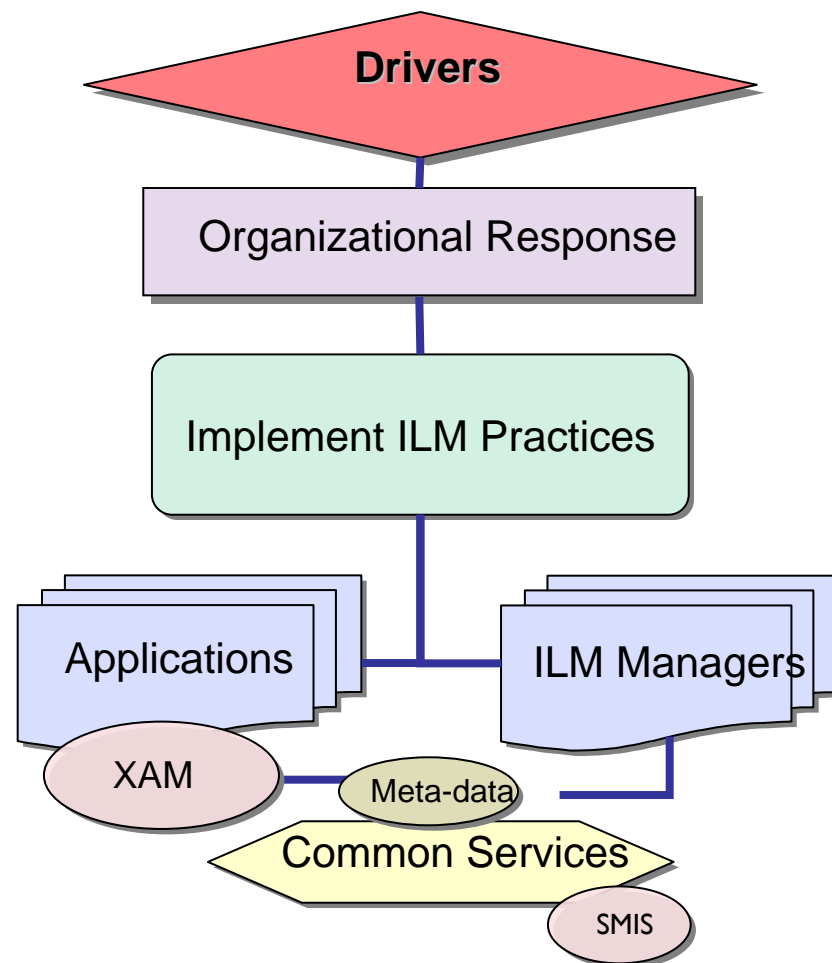 Drivers
Organizational Response
Implement ILM Practices
Applications
ILM Managers
XAM
Meta-data
Common Services
SMIS